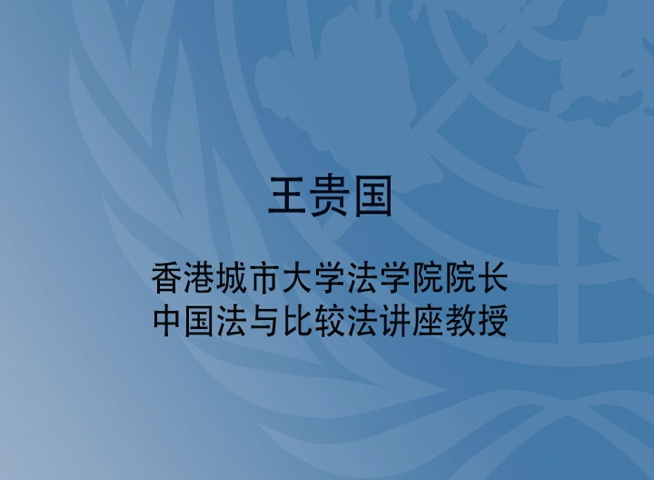 王贵国
香港城市大学法学院院长
中国法与比较法讲座教授